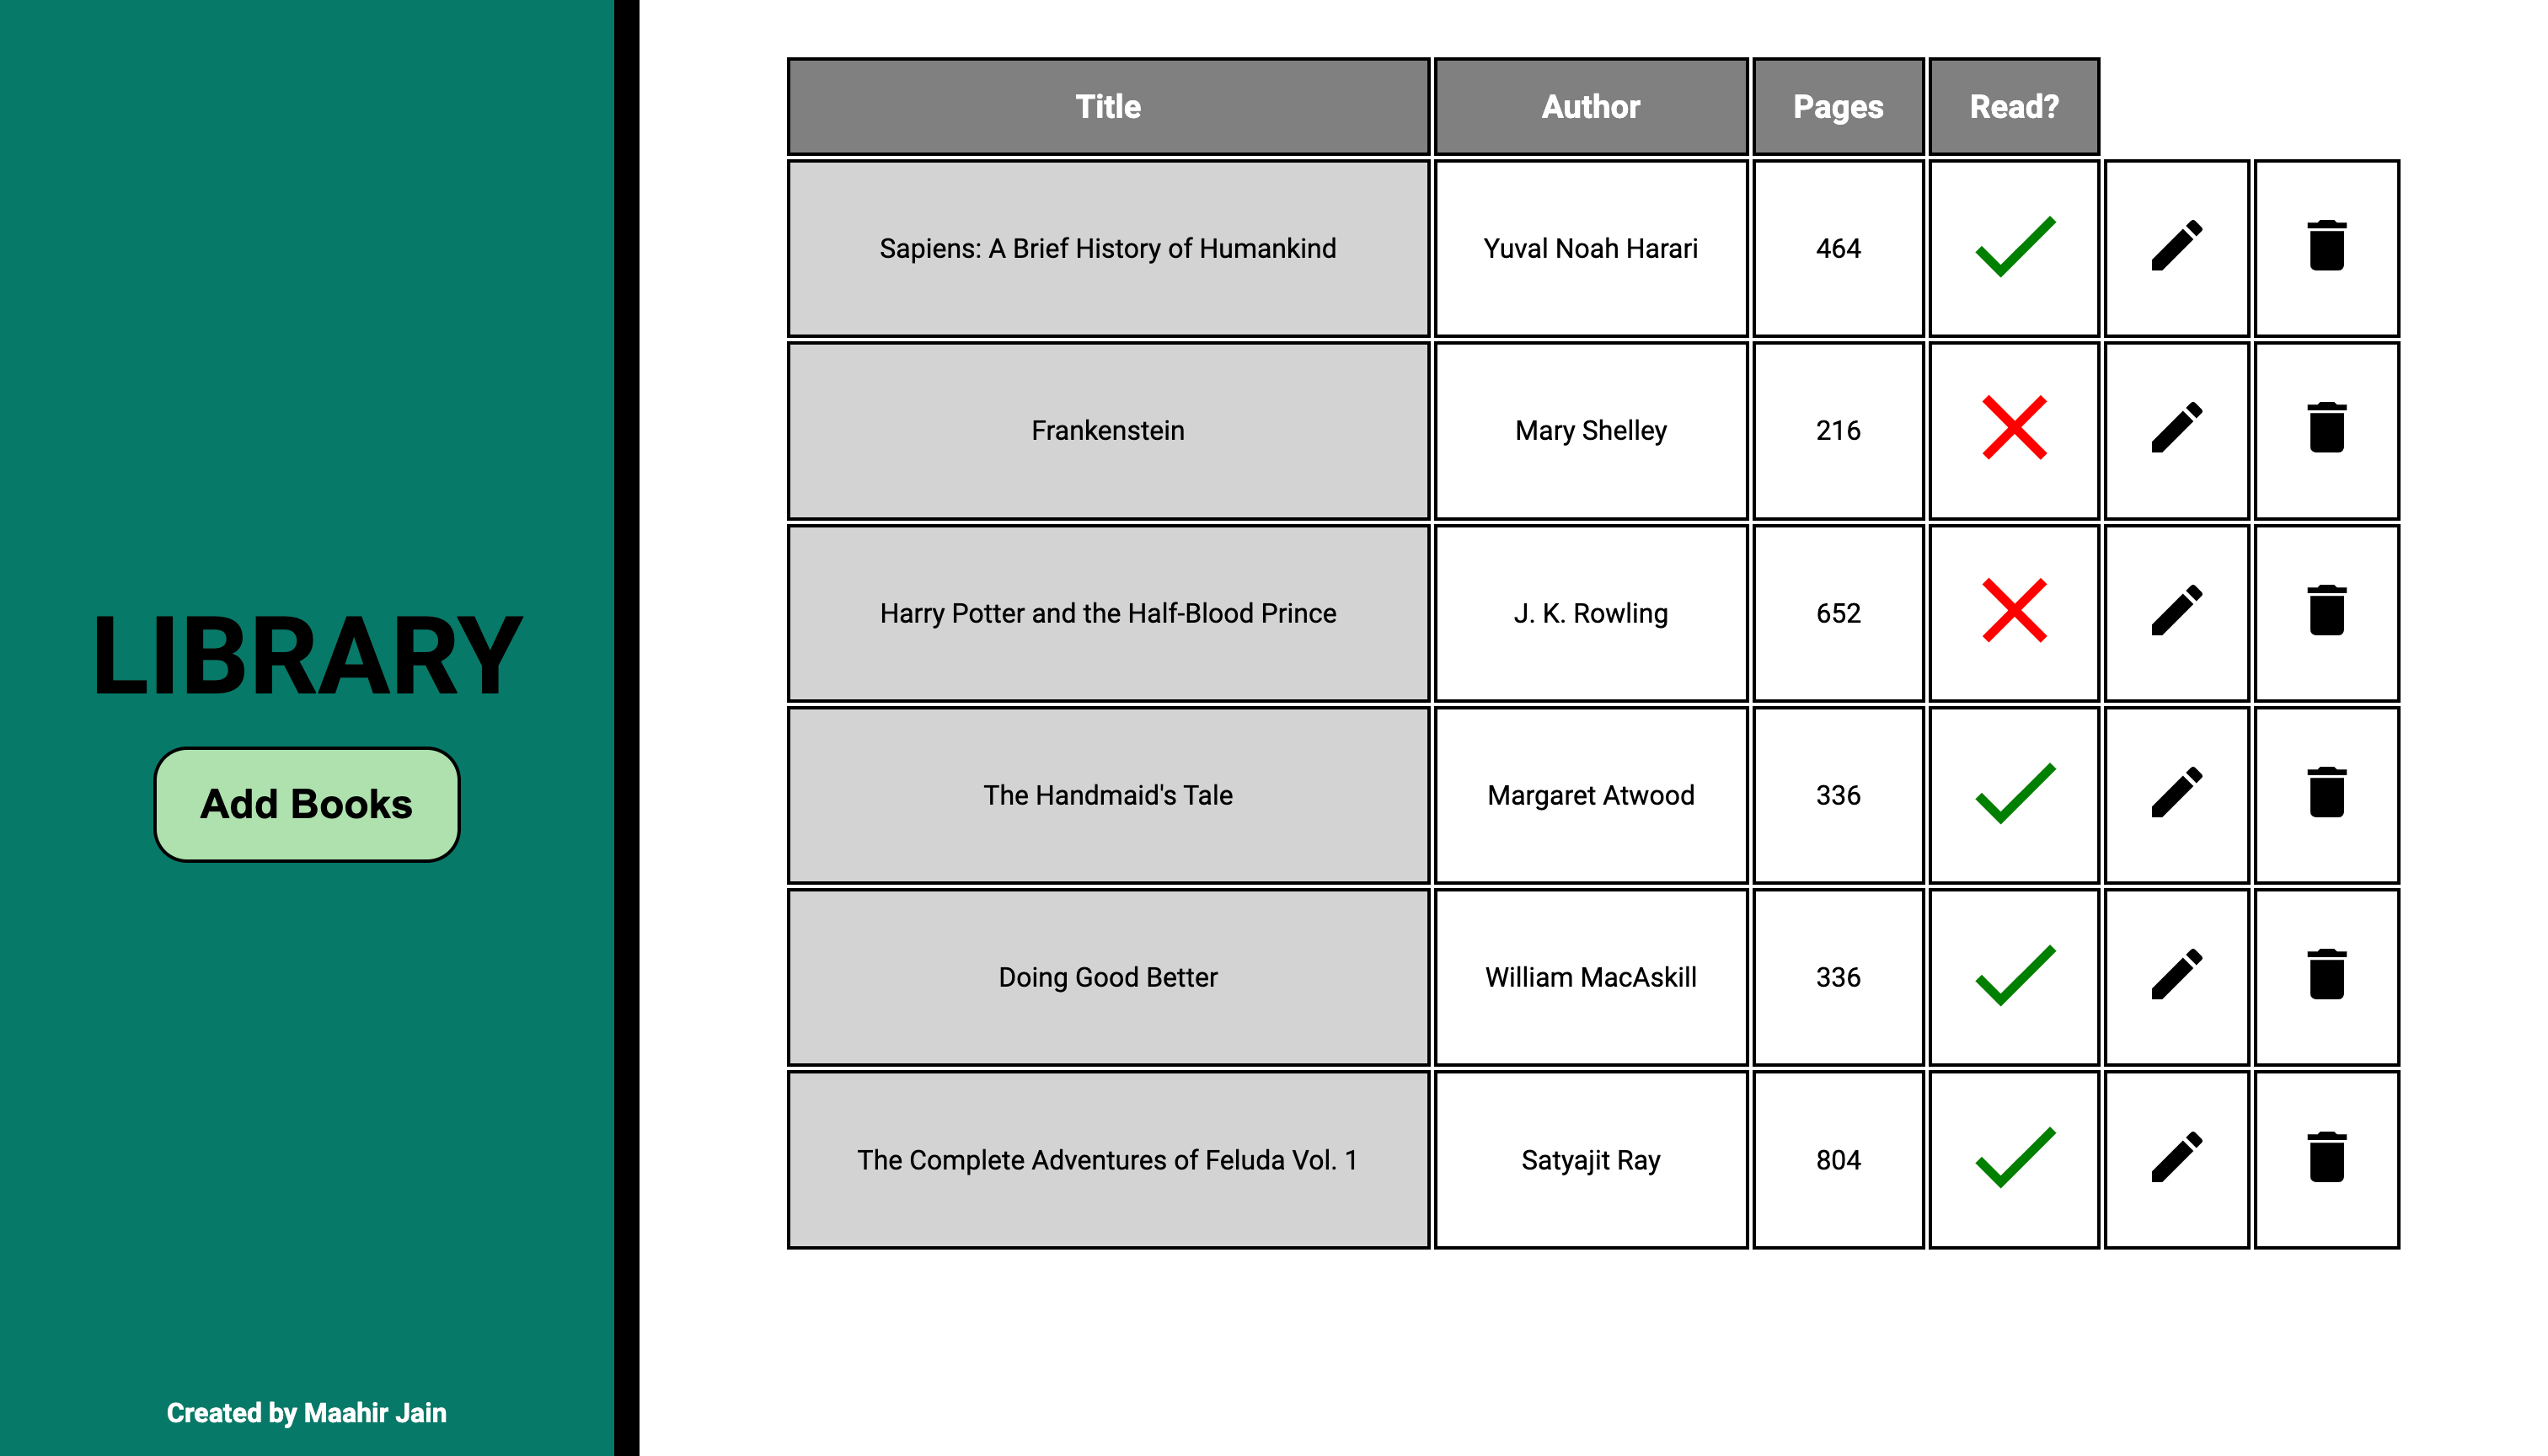 LIBRARY
Add Books
Created by Maahir Jain
Title Author Pages Read?
Sapiens: A Brief History of Humankind Yuval Noah Harari 464
Frankenstein Mary Shelley 216
Harry Potter and the Half-Blood Prince J. K. Rowling 652
The Handmaid's Tale Margaret Atwood 336
Doing Good Better William MacAskill 336
The Complete Adventures of Feluda Vol. 1 Satyajit Ray 804